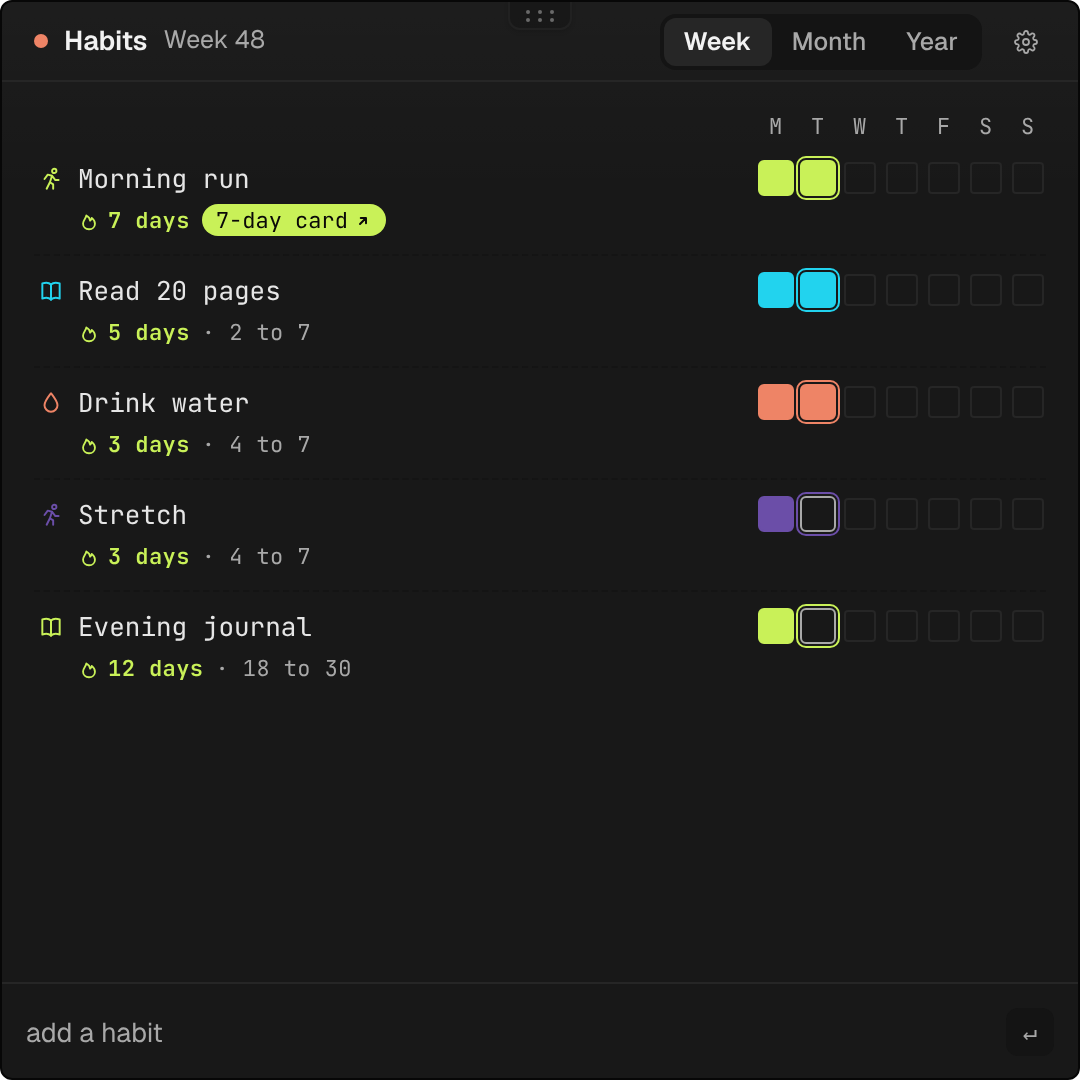 Habits Week 48 Week Month Year
M T W T F S S
Morning run
7 days 7-day card ↗
Read 20 pages
5 days · 2 to 7
Drink water
3 days · 4 to 7
Stretch
3 days · 4 to 7
Evening journal
12 days · 18 to 30
add a habit ↵